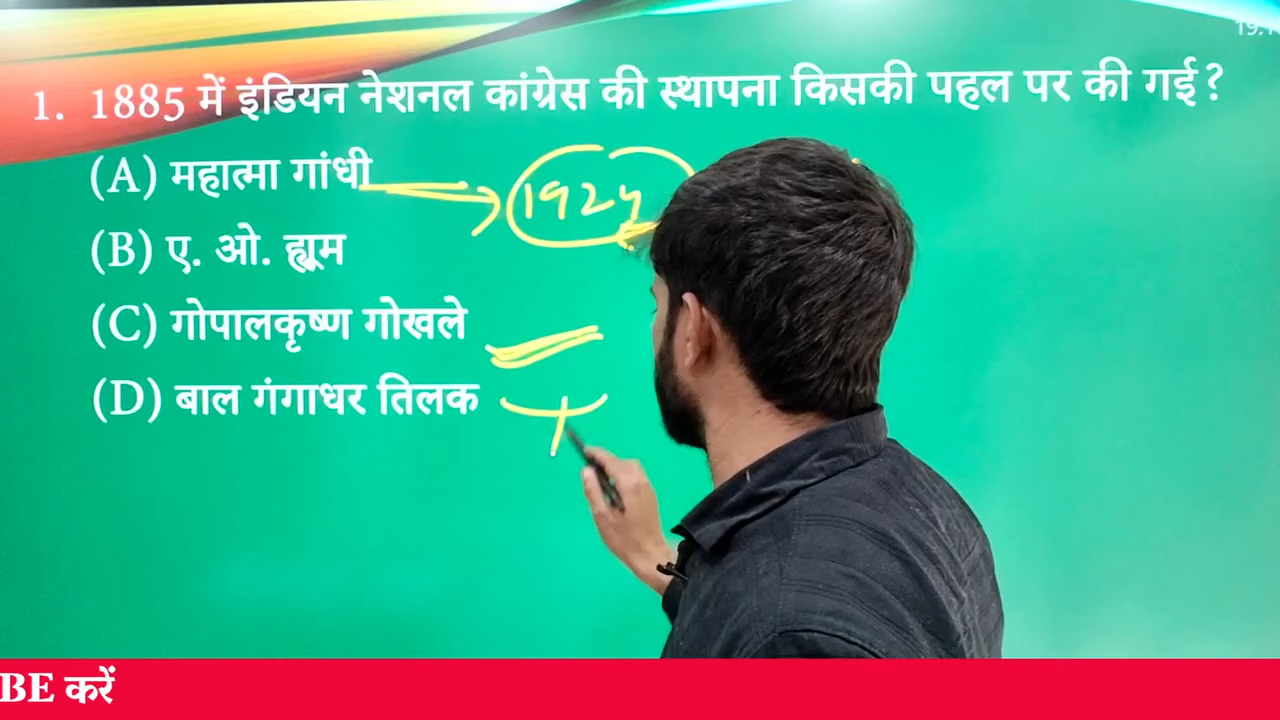 1. 1885 में इंडियन नेशनल कांग्रेस की स्थापना किसकी पहल पर की गई?
(A) महात्मा गांधी
1924
(B) ए. ओ. ह्यूम
(C) गोपालकृष्ण गोखले
(D) बाल गंगाधर तिलक
BE करें